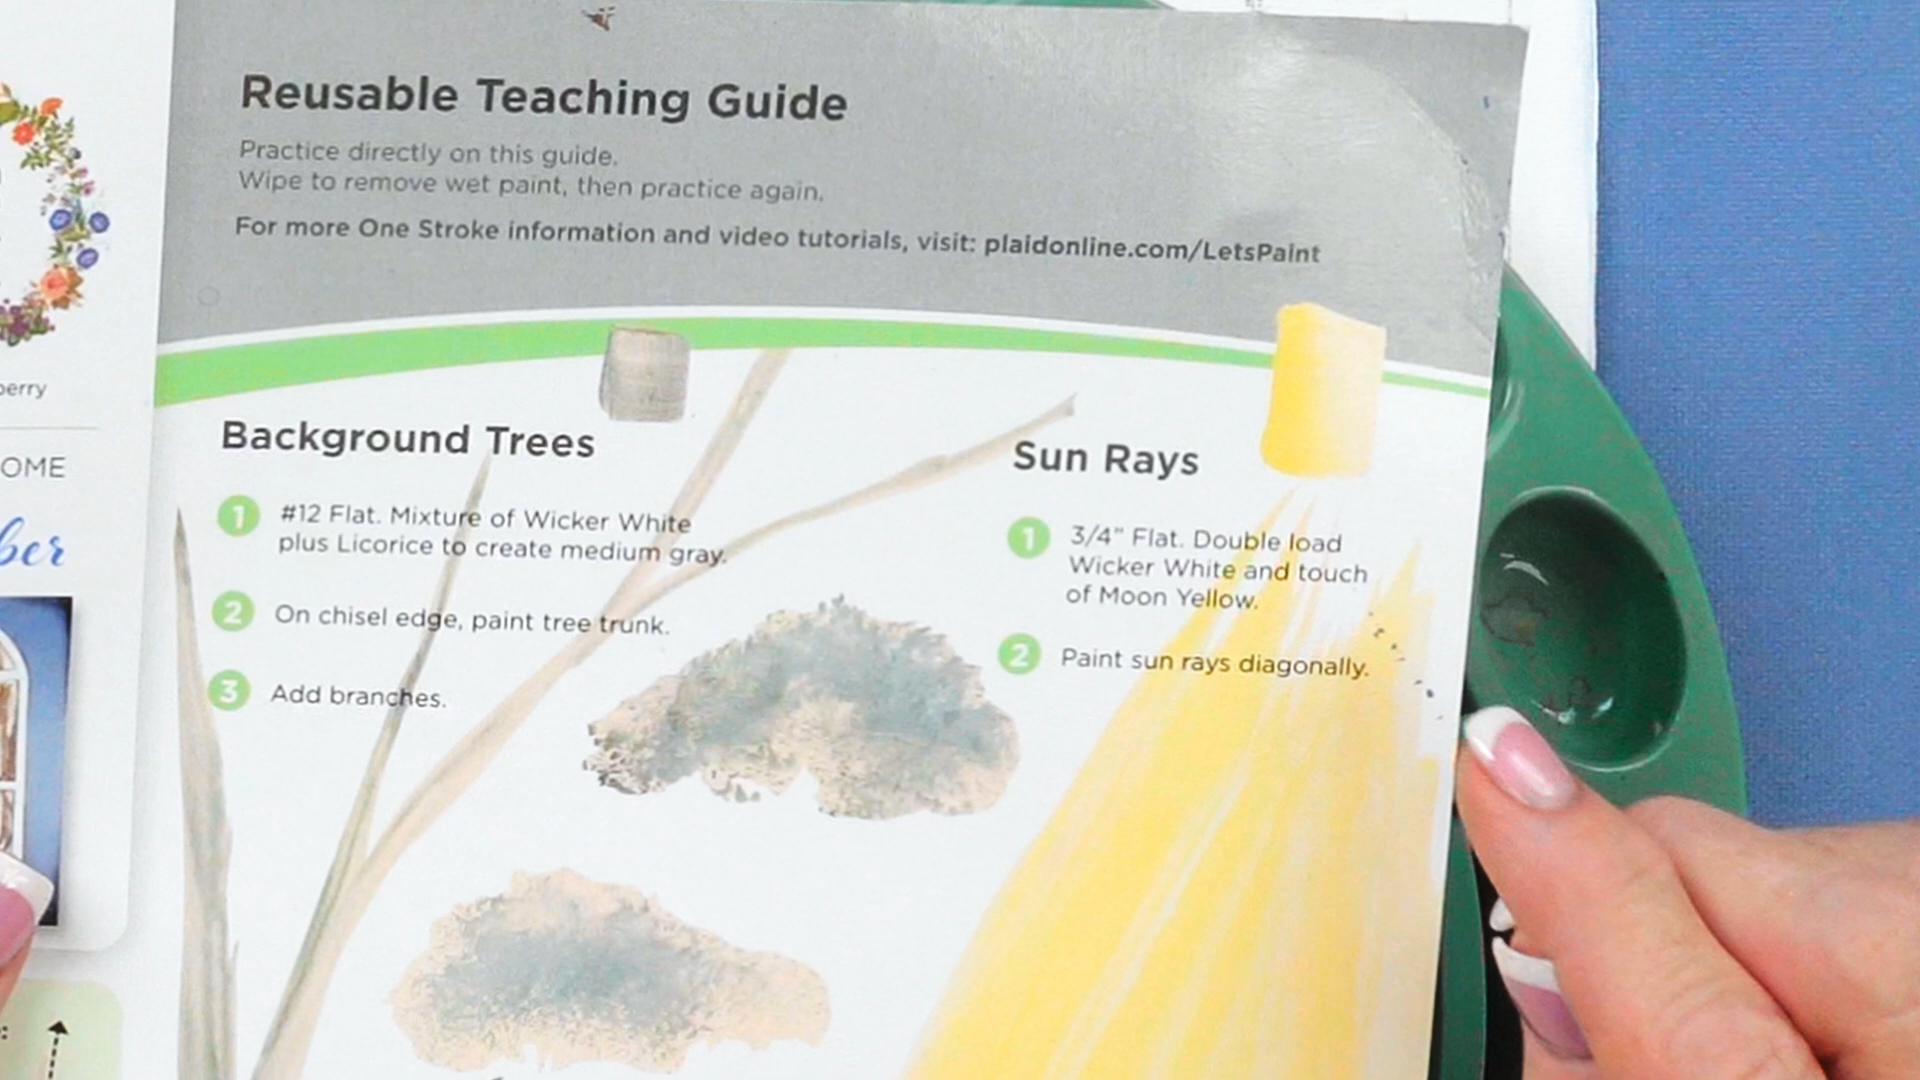 Reusable Teaching Guide
Practice directly on this guide.
Wipe to remove wet paint, then practice again.
For more One Stroke information and video tutorials, visit: plaidonline.com/LetsPaint
Background Trees
1 #12 Flat. Mixture of Wicker White
plus Licorice to create medium gray.
2 On chisel edge, paint tree trunk.
3 Add branches.
Sun Rays
1 3/4" Flat. Double load
Wicker White and touch
of Moon Yellow.
2 Paint sun rays diagonally.
berry
OME
ber